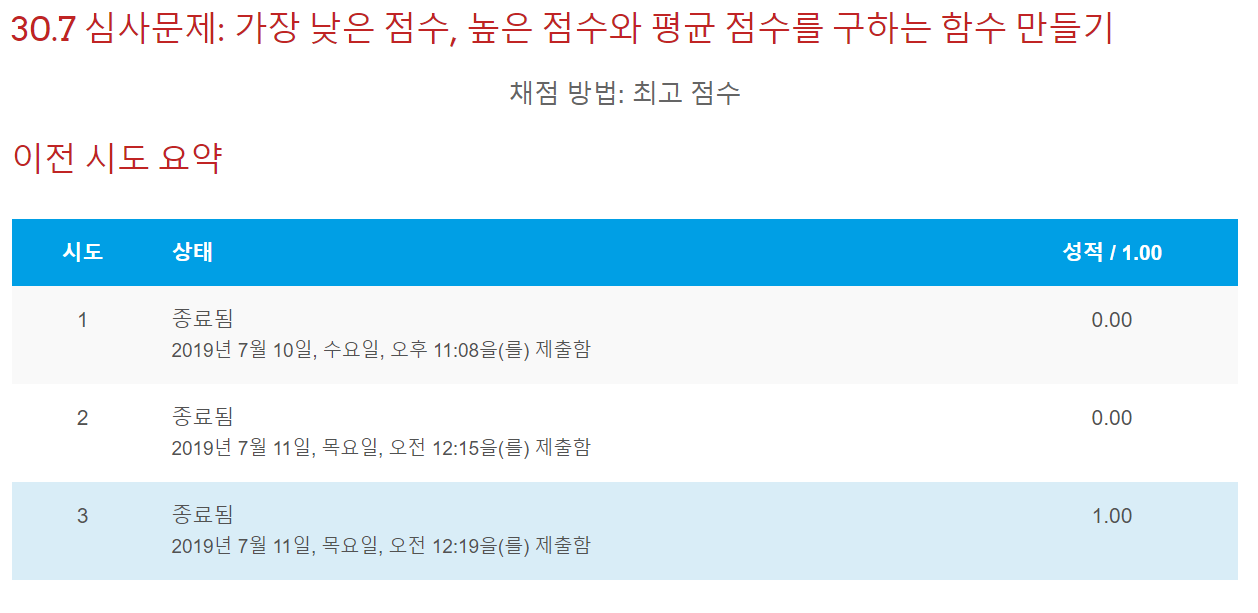 30.7 심사문제: 가장 낮은 점수, 높은 점수와 평균 점수를 구하는 함수 만들기
채점 방법: 최고 점수
이전 시도 요약
시도 상태 성적 / 1.00
1 종료됨 0.00
2019년 7월 10일, 수요일, 오후 11:08을(를) 제출함
2 종료됨 0.00
2019년 7월 11일, 목요일, 오전 12:15을(를) 제출함
3 종료됨 1.00
2019년 7월 11일, 목요일, 오전 12:19을(를) 제출함